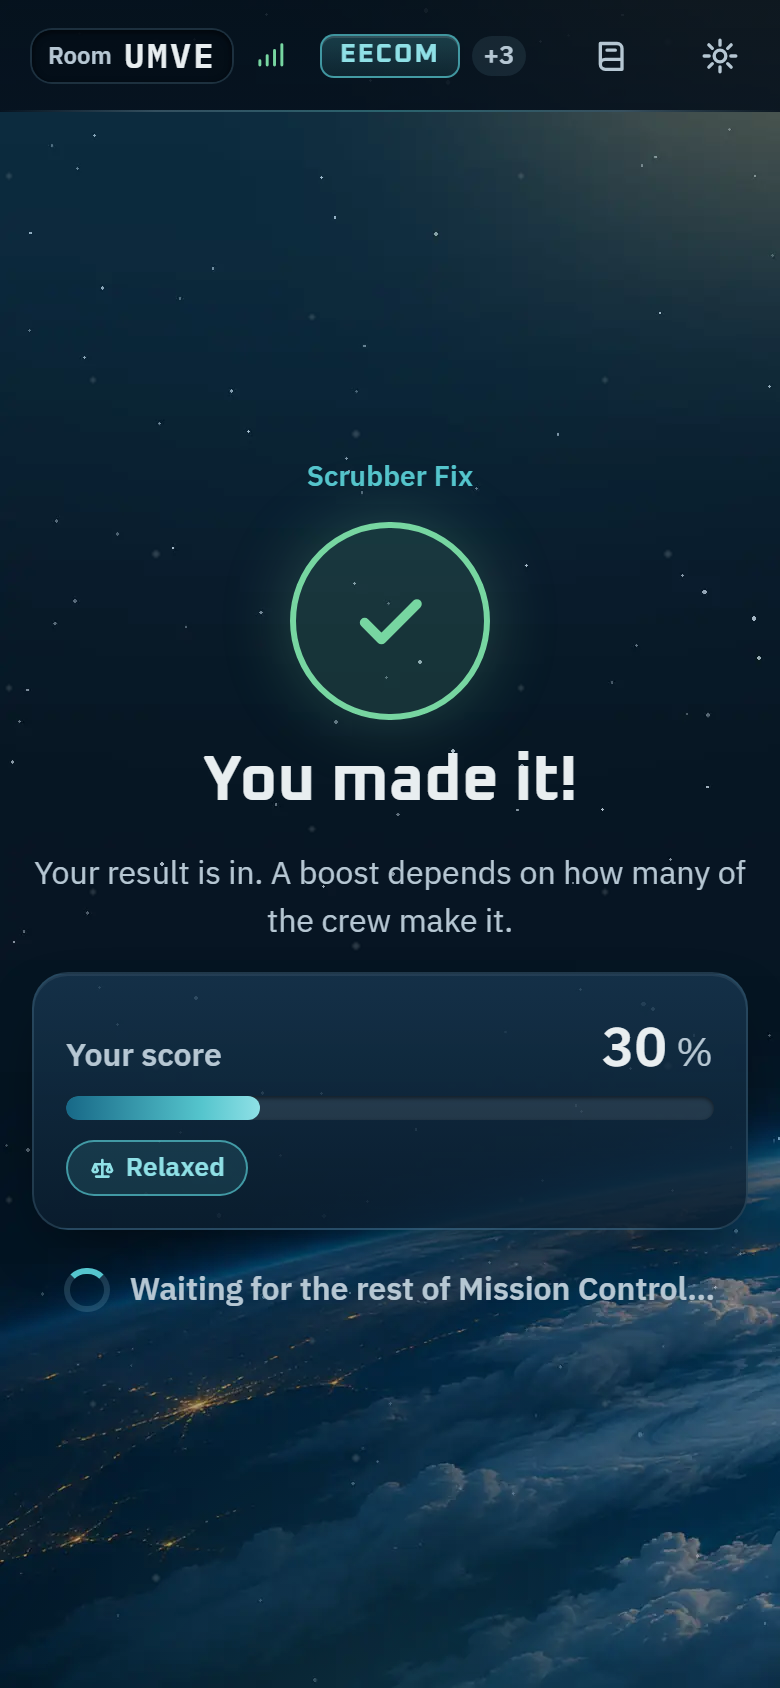 Room UMVE EECOM +3
Scrubber Fix
You made it!
Your result is in. A boost depends on how many of
the crew make it.
Your score 30 %
Relaxed
Waiting for the rest of Mission Control...